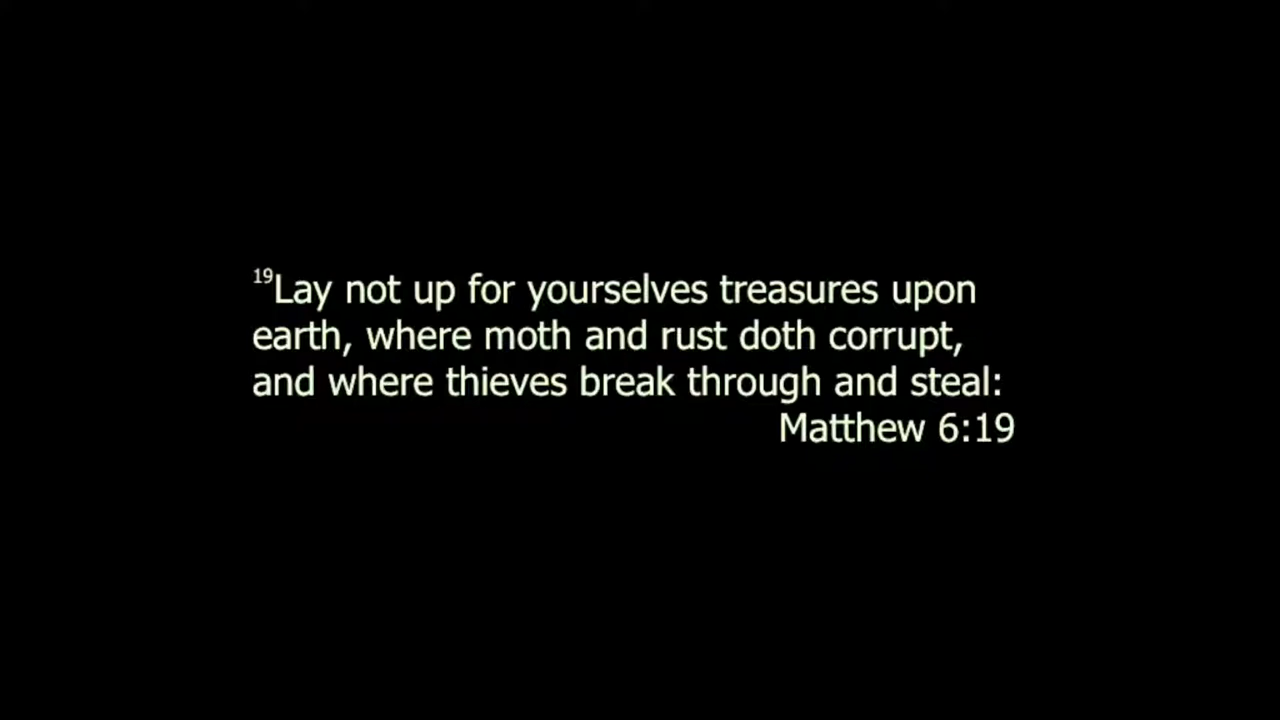 ¹⁹Lay not up for yourselves treasures upon
earth, where moth and rust doth corrupt,
and where thieves break through and steal:
Matthew 6:19